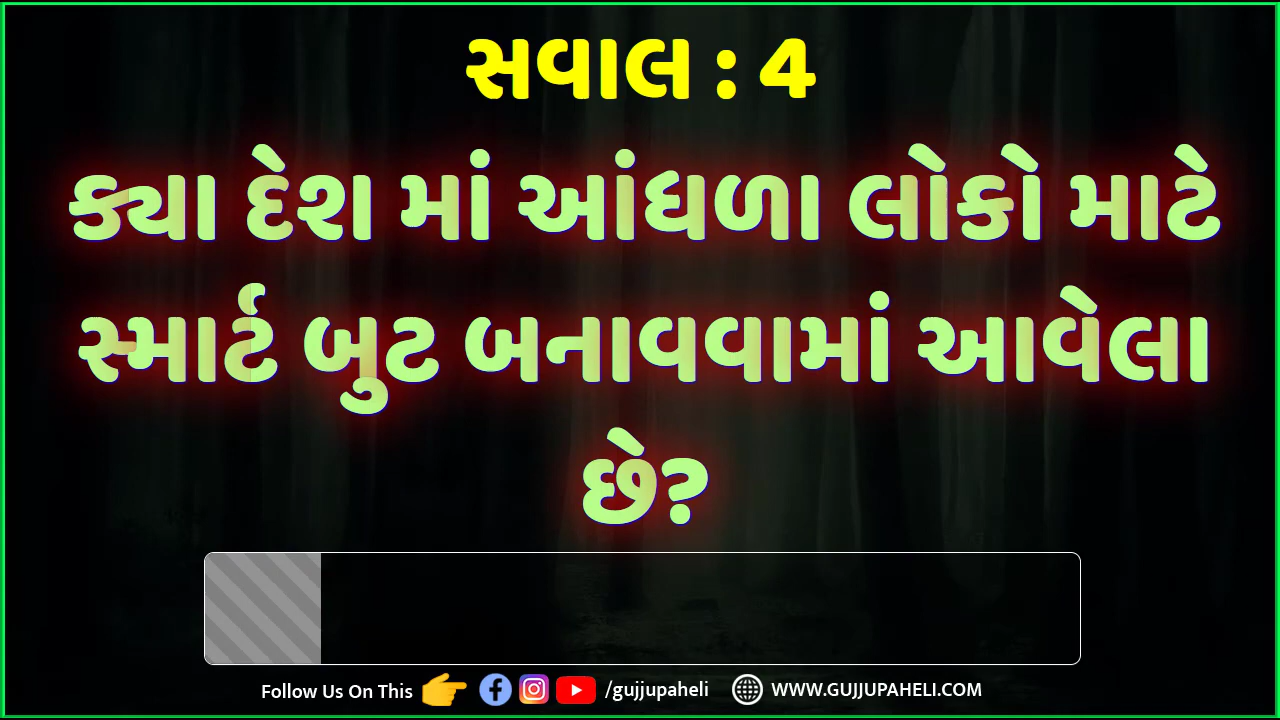 સવાલ : 4
ક્યા દેશ માં આંધળા લોકો માટે
સ્માર્ટ બુટ બનાવવામાં આવેલા
છે?
Follow Us On This /gujjupaheli WWW.GUJJUPAHELI.COM